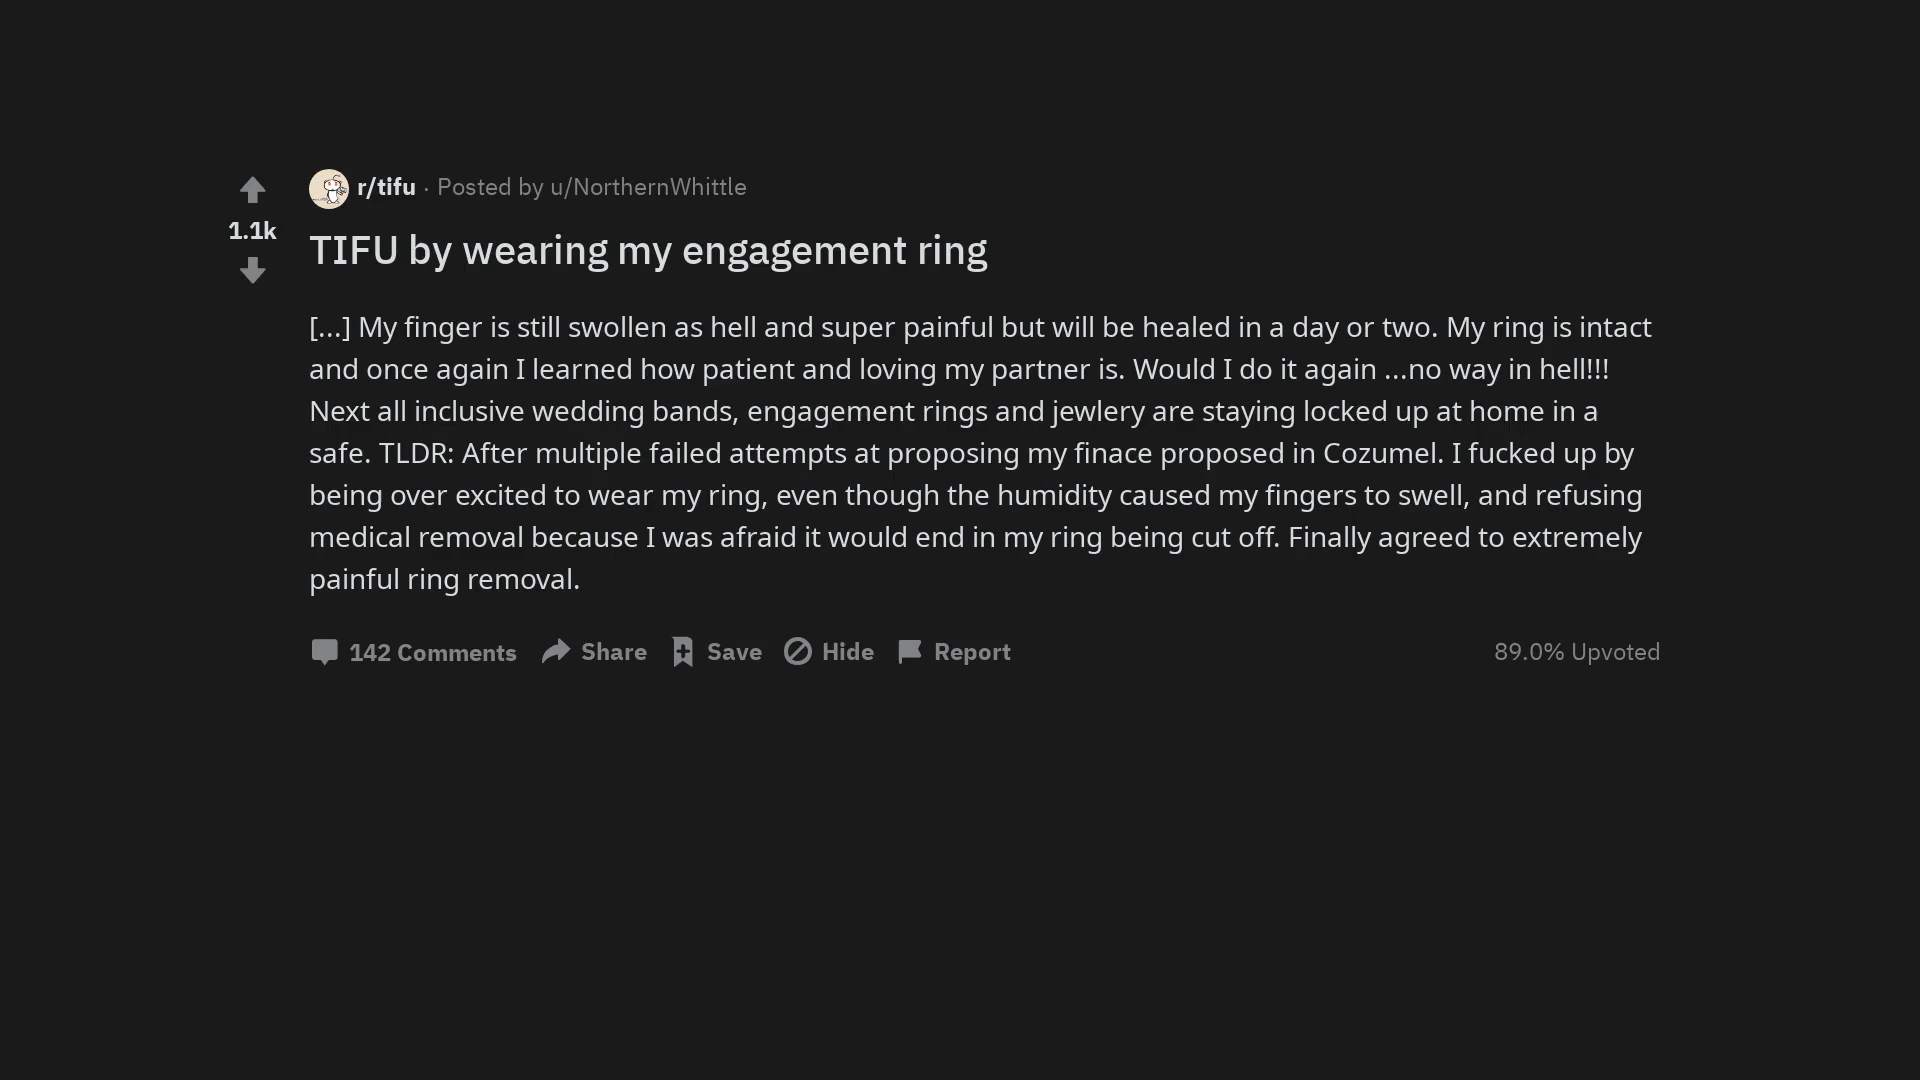 r/tifu · Posted by u/NorthernWhittle
1.1k
TIFU by wearing my engagement ring
[...] My finger is still swollen as hell and super painful but will be healed in a day or two. My ring is intact
and once again I learned how patient and loving my partner is. Would I do it again ...no way in hell!!!
Next all inclusive wedding bands, engagement rings and jewlery are staying locked up at home in a
safe. TLDR: After multiple failed attempts at proposing my finace proposed in Cozumel. I fucked up by
being over excited to wear my ring, even though the humidity caused my fingers to swell, and refusing
medical removal because I was afraid it would end in my ring being cut off. Finally agreed to extremely
painful ring removal.
142 Comments Share Save Hide Report 89.0% Upvoted